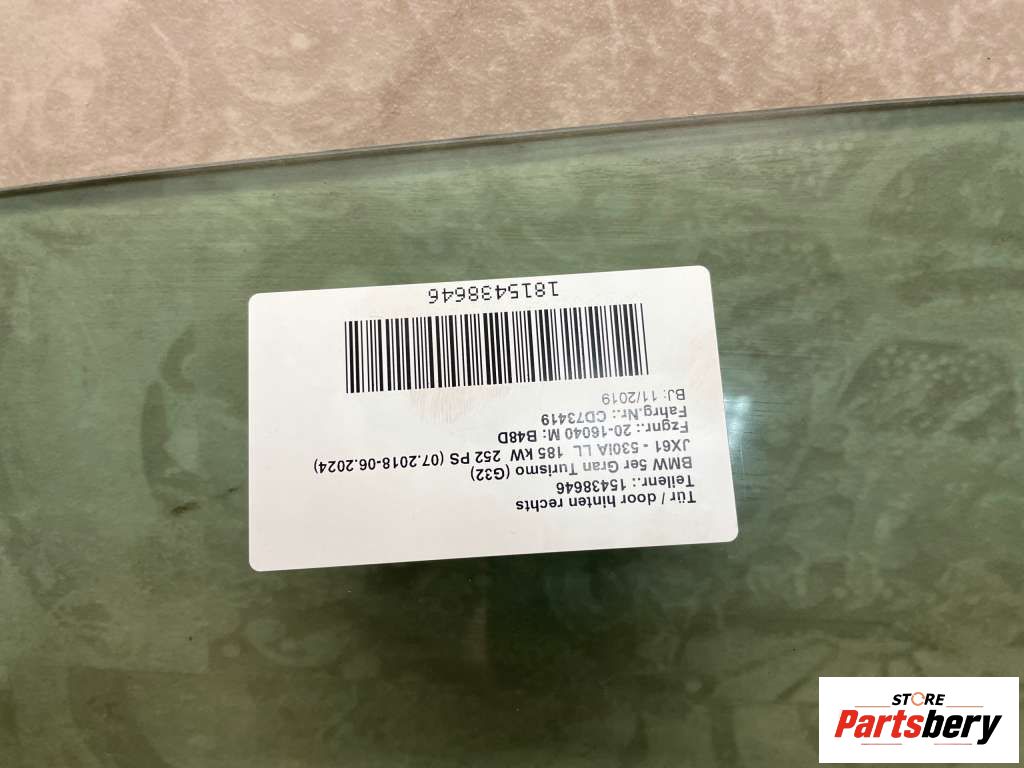 Tür / door hinten rechts
Teilenr.: 15438646
BMW 5er Gran Turismo (G32)
JX61 - 530iA LL 185 kW 252 PS (07.2018-06.2024)
Fzgnr.: 20-16040 M: B48D
Fahrg.Nr.: CD73419
BJ: 11/2019
1815438646
STORE
Partsbery